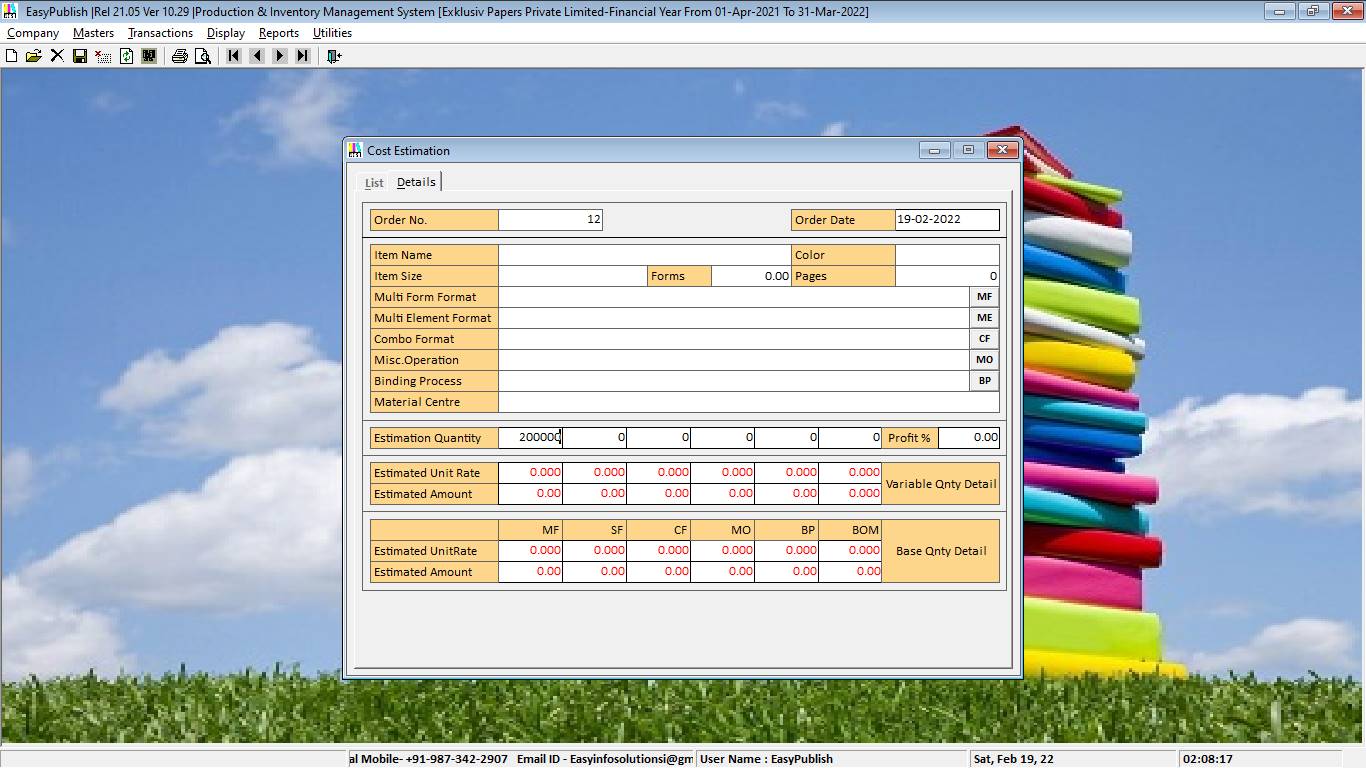 EasyPublish |Rel 21.05 Ver 10.29 |Production & Inventory Management System [Exklusiv Papers Private Limited-Financial Year From 01-Apr-2021 To 31-Mar-2022]
Company Masters Transactions Display Reports Utilities
Cost Estimation
List Details
Order No. 12 Order Date 19-02-2022
Item Name Color
Item Size Forms 0.00 Pages 0
Multi Form Format MF
Multi Element Format ME
Combo Format CF
Misc.Operation MO
Binding Process BP
Material Centre
Estimation Quantity 200000 0 0 0 0 0 Profit % 0.00
Estimated Unit Rate 0.000 0.000 0.000 0.000 0.000 0.000 Variable Qnty Detail
Estimated Amount 0.00 0.00 0.00 0.00 0.00 0.000
MF SF CF MO BP BOM
Estimated UnitRate 0.000 0.000 0.000 0.000 0.000 0.000 Base Qnty Detail
Estimated Amount 0.00 0.00 0.00 0.00 0.00 0.00
al Mobile- +91-987-342-2907 Email ID - Easyinfosolutionsi@gm User Name : EasyPublish Sat, Feb 19, 22 02:08:17